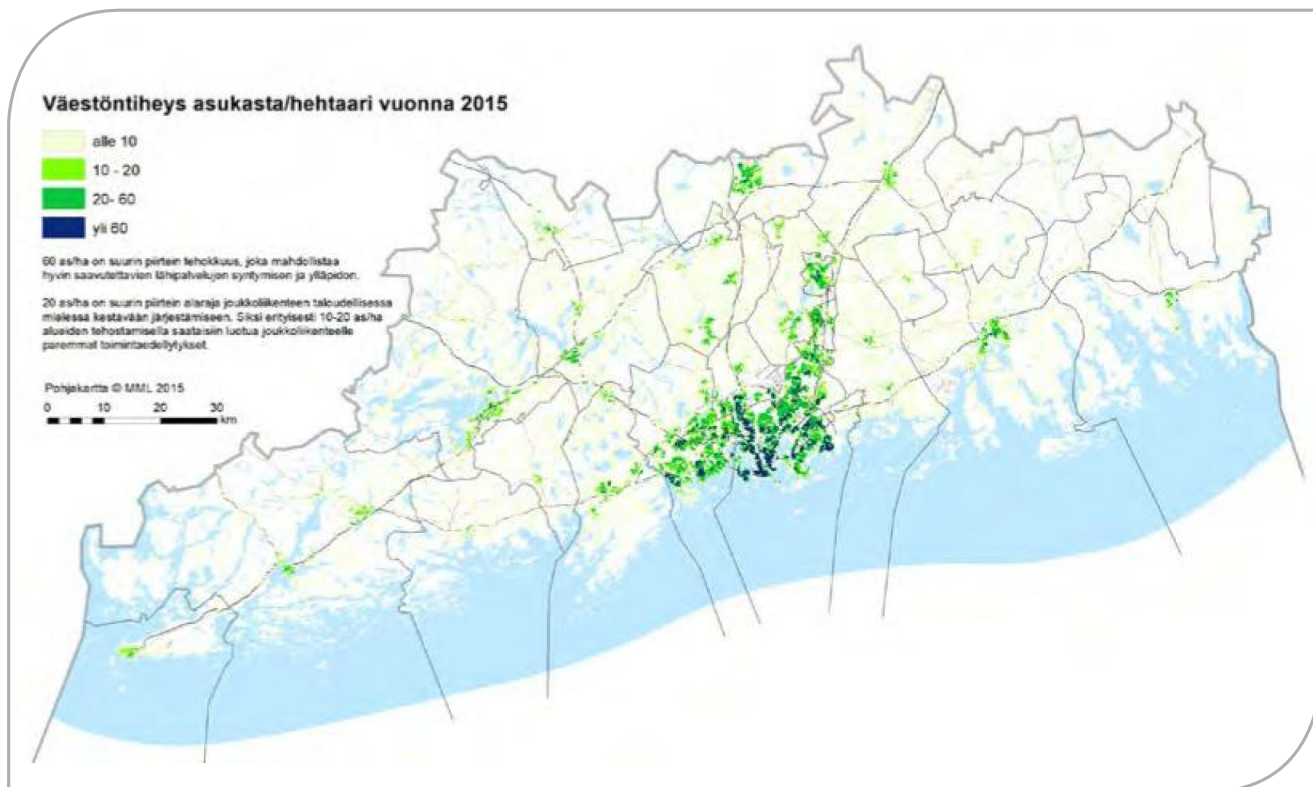 Väestöntiheys asukasta/hehtaari vuonna 2015
alle 10
10 - 20
20- 60
yli 60
60 as/ha on suurin piirtein tehokkuus, joka mahdollistaa
hyvin saavutettavien lähipalvelujen syntymisen ja ylläpidon.
20 as/ha on suurin piirtein alaraja joukkoliikenteen taloudellisessa
mielessä kestävään järjestämiseen. Siksi erityisesti 10-20 as/ha
alueiden tehostamisella saataisiin luotua joukkoliikenteelle
paremmat toimintaedellytykset.
Pohjakartta © MML 2015
0 10 20 30
km